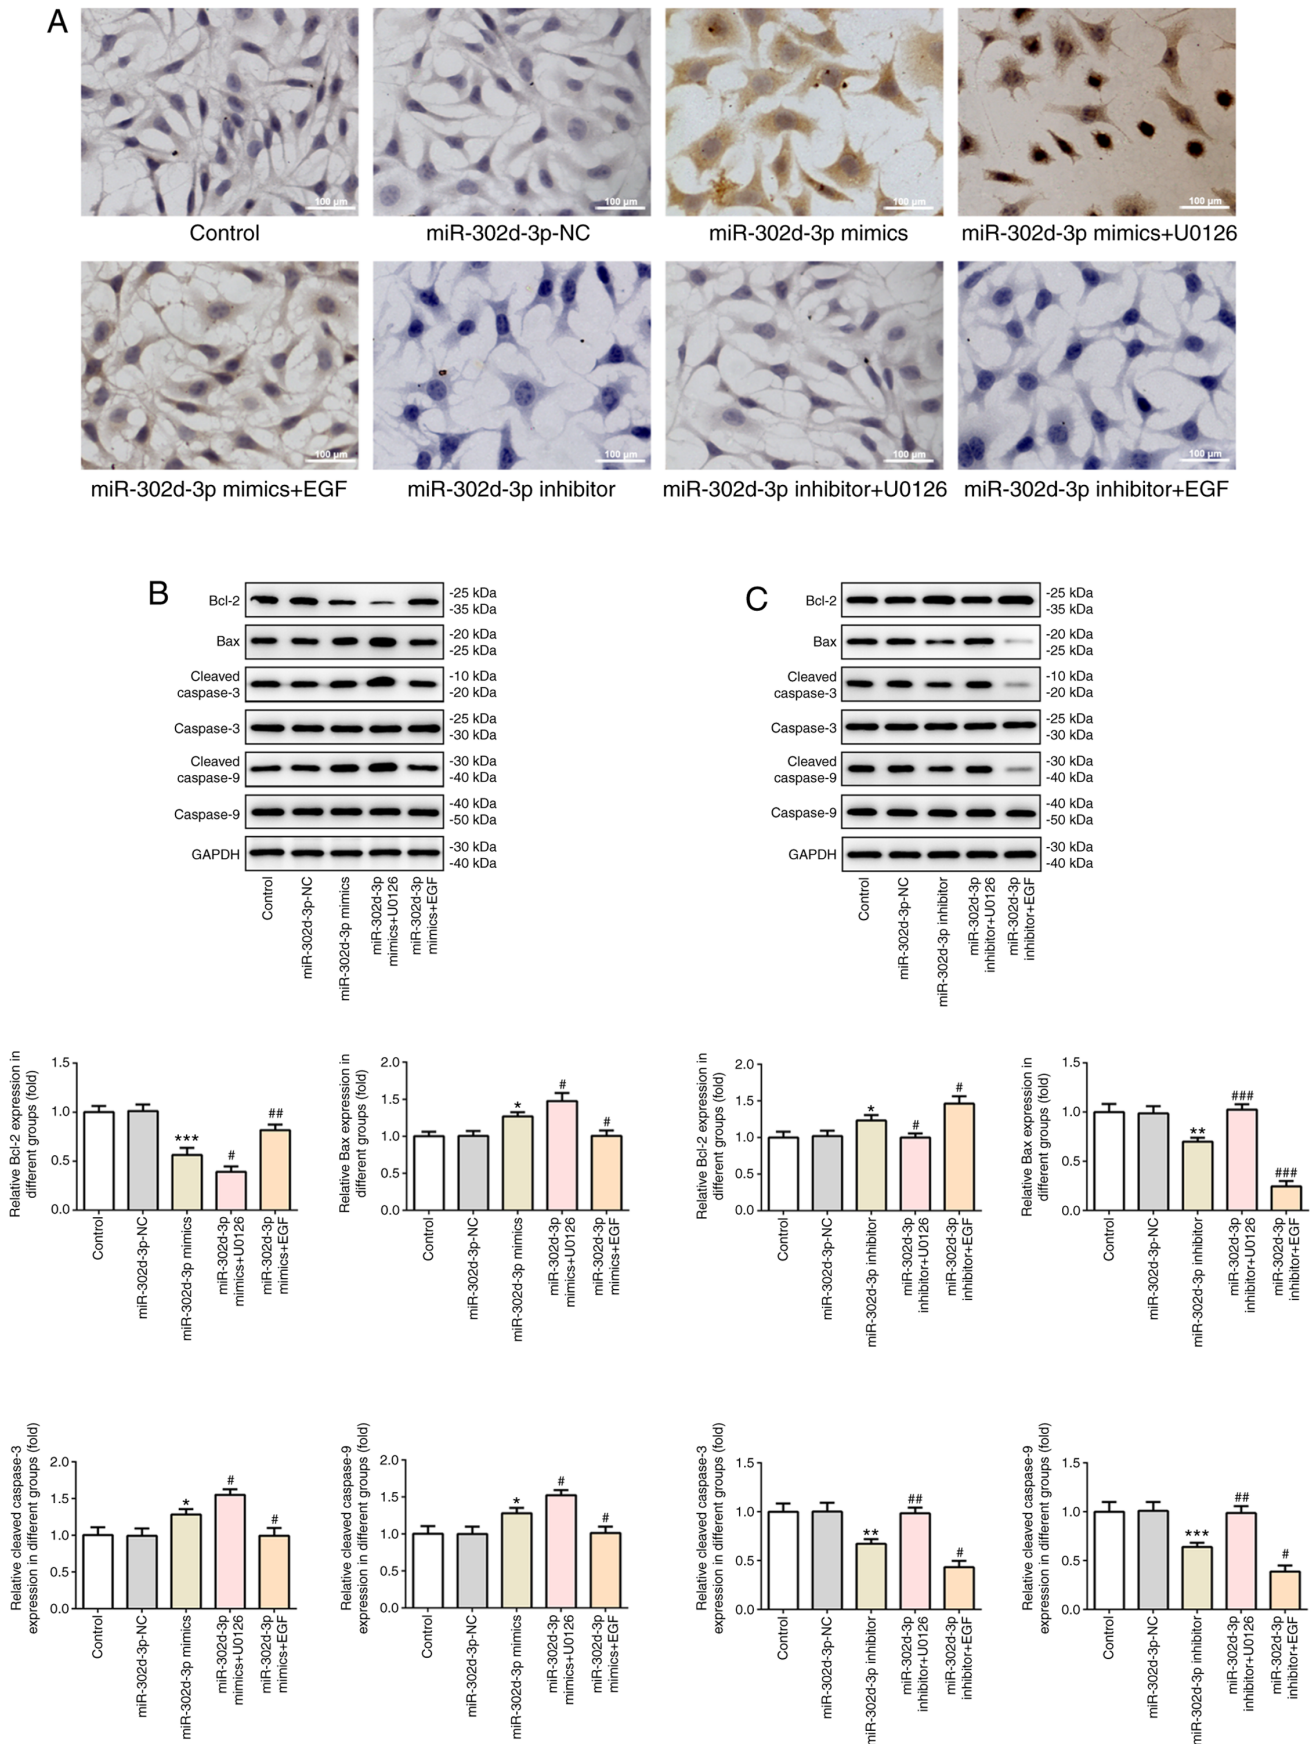 A
100 μm
100 μm
100 μm
100 μm
Control
miR-302d-3p-NC
miR-302d-3p mimics
miR-302d-3p mimics+U0126
100 μm
100 μm
100 μm
100 μm
miR-302d-3p mimics+EGF
miR-302d-3p inhibitor
miR-302d-3p inhibitor+U0126
miR-302d-3p inhibitor+EGF
B
Bcl-2
-25 kDa
-35 kDa
Bax
-20 kDa
-25 kDa
Cleaved
caspase-3
-10 kDa
-20 kDa
Caspase-3
-25 kDa
-30 kDa
Cleaved
caspase-9
-30 kDa
-40 kDa
Caspase-9
-40 kDa
-50 kDa
GAPDH
-30 kDa
-40 kDa
Control
miR-302d-3p-NC
miR-302d-3p mimics
miR-302d-3p
mimics+U0126
miR-302d-3p
mimics+EGF
C
Bcl-2
-25 kDa
-35 kDa
Bax
-20 kDa
-25 kDa
Cleaved
caspase-3
-10 kDa
-20 kDa
Caspase-3
-25 kDa
-30 kDa
Cleaved
caspase-9
-30 kDa
-40 kDa
Caspase-9
-40 kDa
-50 kDa
GAPDH
-30 kDa
-40 kDa
Control
miR-302d-3p-NC
miR-302d-3p inhibitor
miR-302d-3p
inhibitor+U0126
miR-302d-3p
inhibitor+EGF
Relative Bcl-2 expression in
different groups (fold)
1.5
1.0
0.5
0.0
***
#
##
Control
miR-302d-3p-NC
miR-302d-3p mimics
miR-302d-3p
mimics+U0126
miR-302d-3p
mimics+EGF
Relative Bax expression in
different groups (fold)
2.0
1.5
1.0
0.5
0.0
*
#
#
Control
miR-302d-3p-NC
miR-302d-3p mimics
miR-302d-3p
mimics+U0126
miR-302d-3p
mimics+EGF
Relative Bcl-2 expression in
different groups (fold)
2.0
1.5
1.0
0.5
0.0
*
#
#
Control
miR-302d-3p-NC
miR-302d-3p inhibitor
miR-302d-3p
inhibitor+U0126
miR-302d-3p
inhibitor+EGF
Relative Bax expression in
different groups (fold)
1.5
1.0
0.5
0.0
**
###
###
Control
miR-302d-3p-NC
miR-302d-3p inhibitor
miR-302d-3p
inhibitor+U0126
miR-302d-3p
inhibitor+EGF
Relative cleaved caspase-3
expression in different groups (fold)
2.0
1.5
1.0
0.5
0.0
*
#
#
Control
miR-302d-3p-NC
miR-302d-3p mimics
miR-302d-3p
mimics+U0126
miR-302d-3p
mimics+EGF
Relative cleaved caspase-9
expression in different groups (fold)
2.0
1.5
1.0
0.5
0.0
*
#
#
Control
miR-302d-3p-NC
miR-302d-3p mimics
miR-302d-3p
mimics+U0126
miR-302d-3p
mimics+EGF
Relative cleaved caspase-3
expression in different groups (fold)
1.5
1.0
0.5
0.0
**
##
#
Control
miR-302d-3p-NC
miR-302d-3p inhibitor
miR-302d-3p
inhibitor+U0126
miR-302d-3p
inhibitor+EGF
Relative cleaved caspase-9
expression in different groups (fold)
1.5
1.0
0.5
0.0
***
##
#
Control
miR-302d-3p-NC
miR-302d-3p inhibitor
miR-302d-3p
inhibitor+U0126
miR-302d-3p
inhibitor+EGF